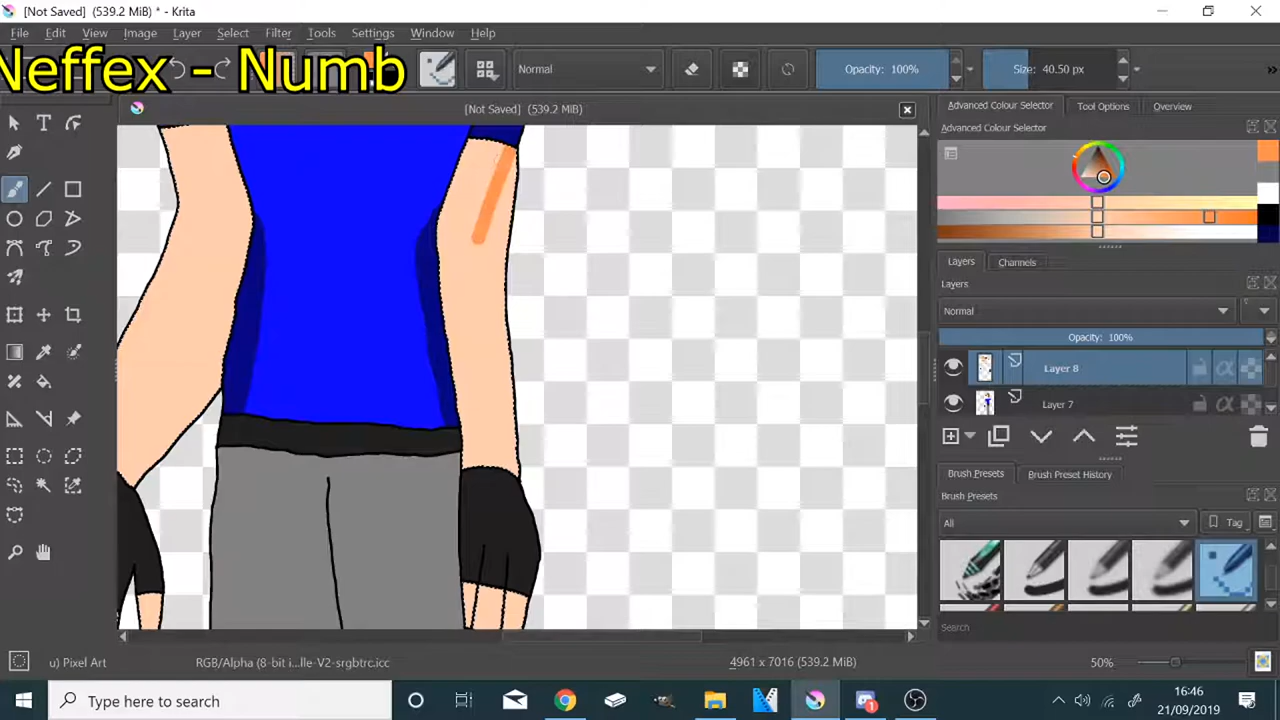 [Not Saved] (539.2 MiB) * - Krita
File Edit View Image Layer Select Filter Tools Settings Window Help
Neffex - Numb
Normal
Opacity: 100%
Size: 40.50 px
»
[Not Saved] (539.2 MiB)
Advanced Colour Selector
Tool Options
Overview
Advanced Colour Selector
Layers
Channels
Layers
Normal
Opacity: 100%
Layer 8
Layer 7
Brush Presets
Brush Preset History
Brush Presets
All
Tag
Search
u) Pixel Art
RGB/Alpha (8-bit i...lle-V2-srgbtrc.icc
4961 x 7016 (539.2 MiB)
50%
Type here to search
1
16:46
21/09/2019